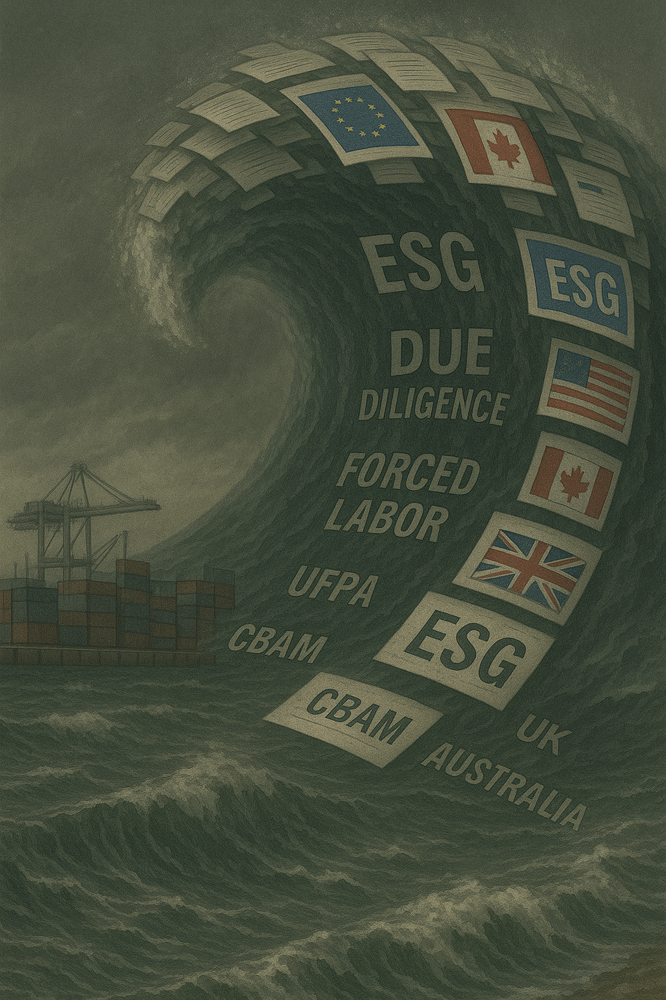 ESG
ESG
DUE
DILIGENCE
FORCED
LABOR
UFPA
CBAM
ESG
CBAM
UK
AUSTRALIA